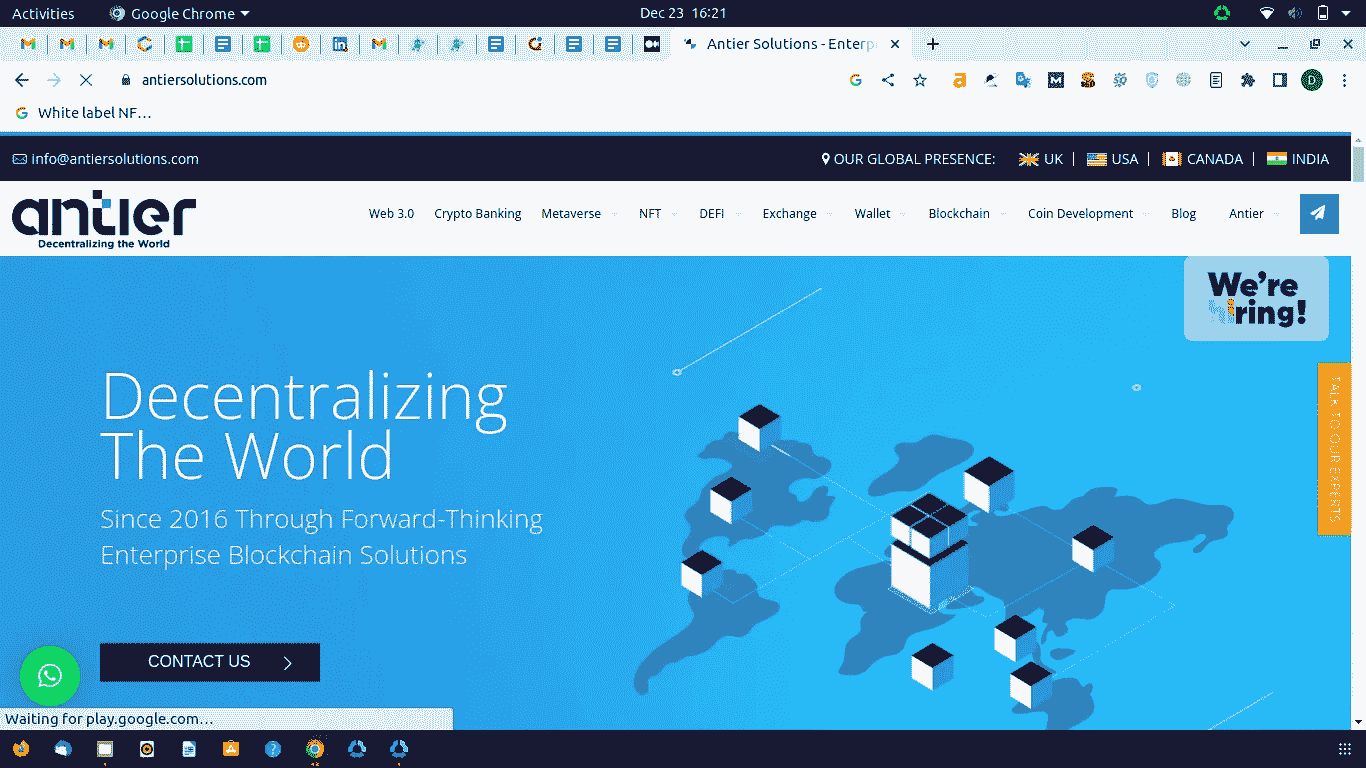 Activities
Google Chrome
Dec 23 16:21
Antier Solutions - Enterp
antiersolutions.com
White label NF...
info@antiersolutions.com
OUR GLOBAL PRESENCE: UK | USA | CANADA | INDIA
antier
Decentralizing the World
Web 3.0 Crypto Banking Metaverse NFT DEFI Exchange Wallet Blockchain Coin Development Blog Antier
We're
hiring!
TALK TO OUR EXPERTS
Decentralizing
The World
Since 2016 Through Forward-Thinking
Enterprise Blockchain Solutions
CONTACT US
Waiting for play.google.com...